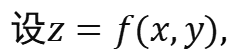 设z = f(x, y),